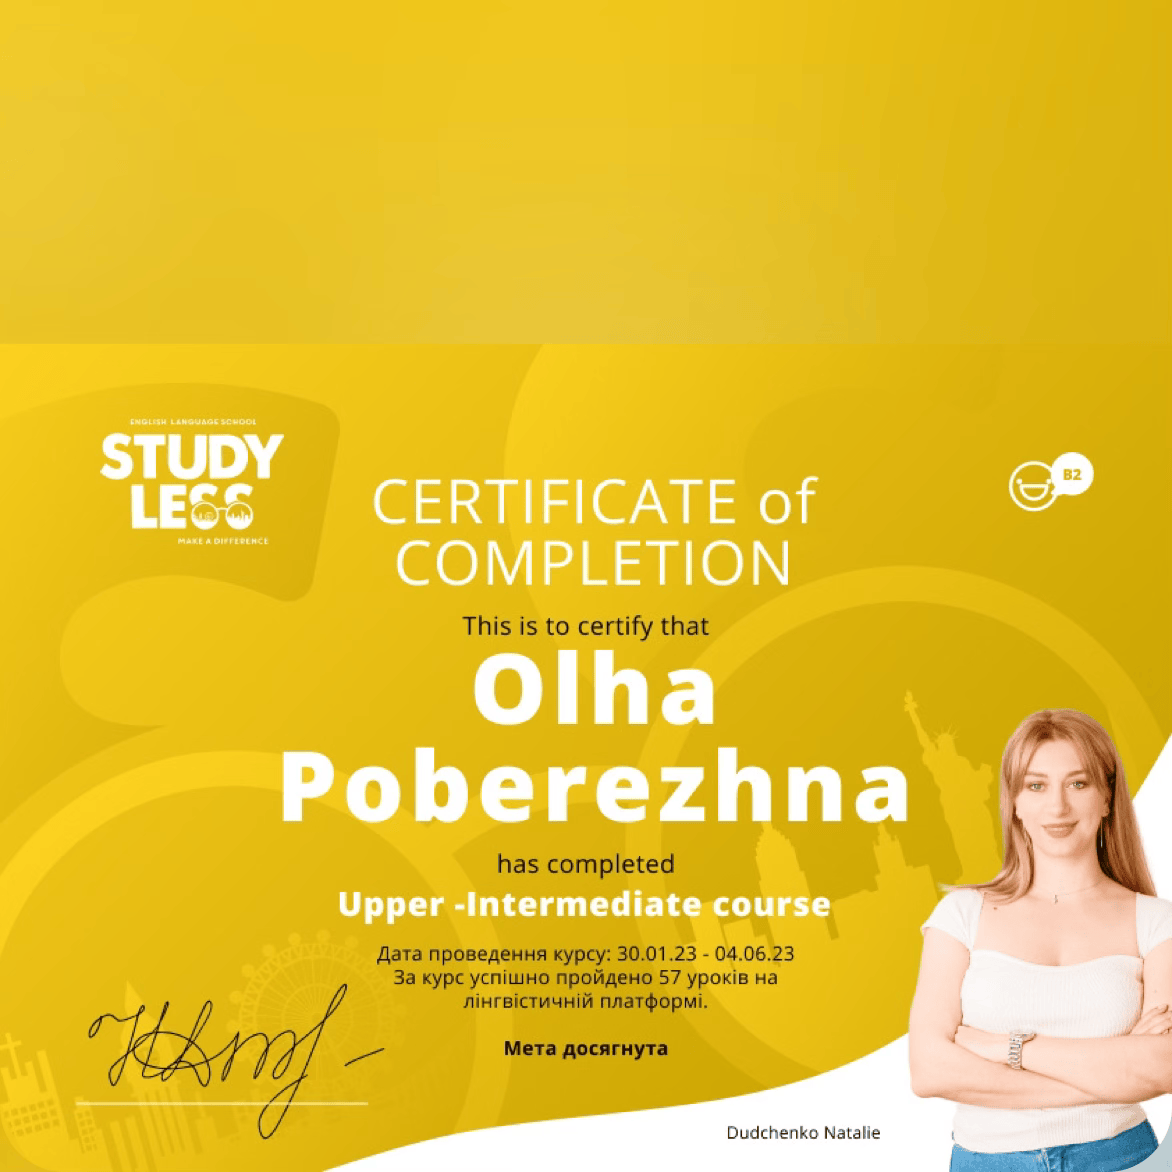 ENGLISH LANGUAGE SCHOOL
STUDY
LESS
MAKE A DIFFERENCE
B2
CERTIFICATE of
COMPLETION
This is to certify that
Olha
Poberezhna
has completed
Upper -Intermediate course
Дата проведення курсу: 30.01.23 - 04.06.23
За курс успішно пройдено 57 уроків на
лінгвістичній платформі.
Мета досягнута
Dudchenko Natalie